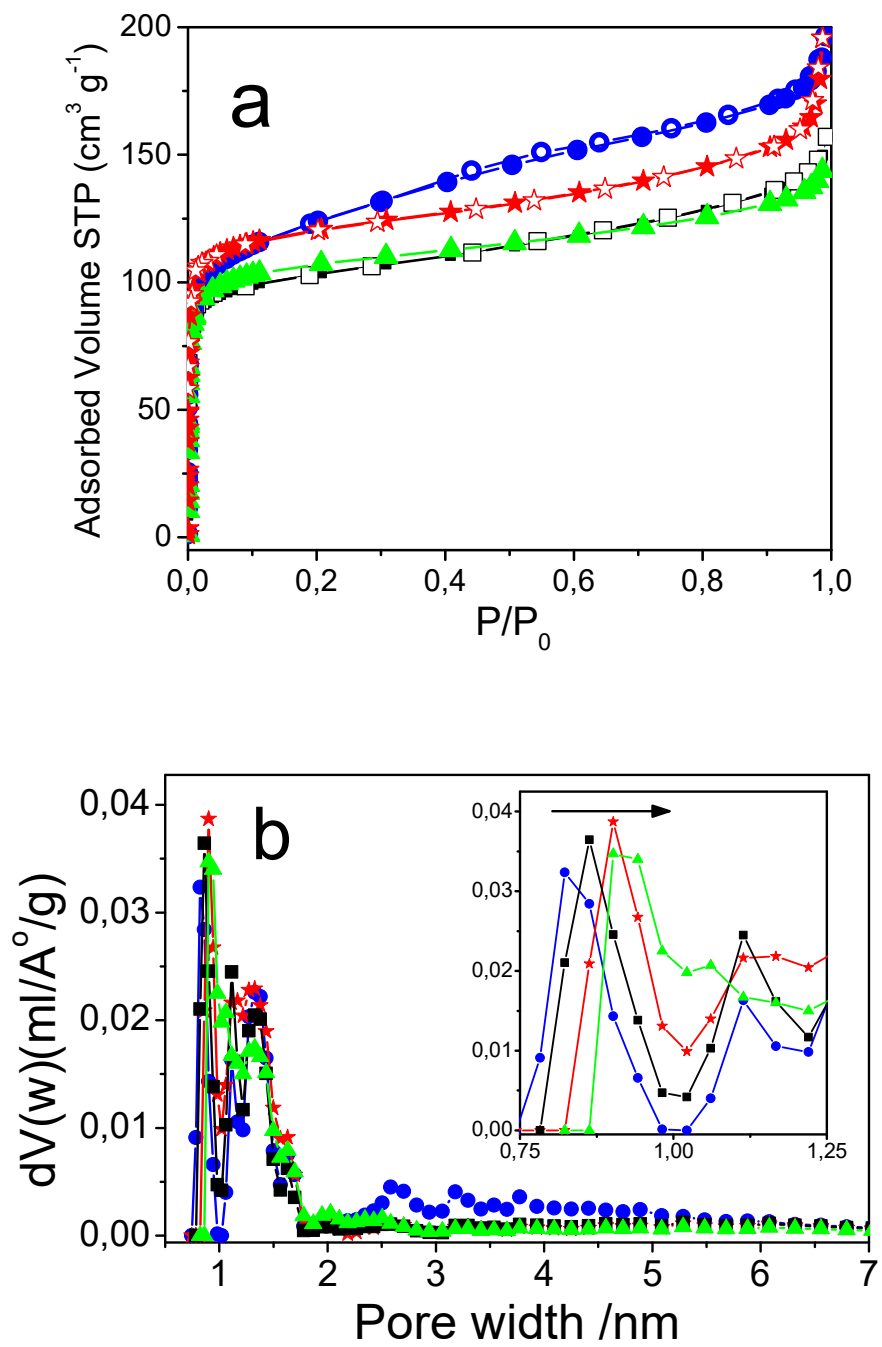 200
150
100
50
0
Adsorbed Volume STP (cm³ g⁻¹)
a
0,0 0,2 0,4 0,6 0,8 1,0
P/P₀
0,04
0,03
0,02
0,01
0,00
dV(w)(ml/A°/g)
b
0,04
0,03
0,02
0,01
0,00
0,75 1,00 1,25
1 2 3 4 5 6 7
Pore width /nm